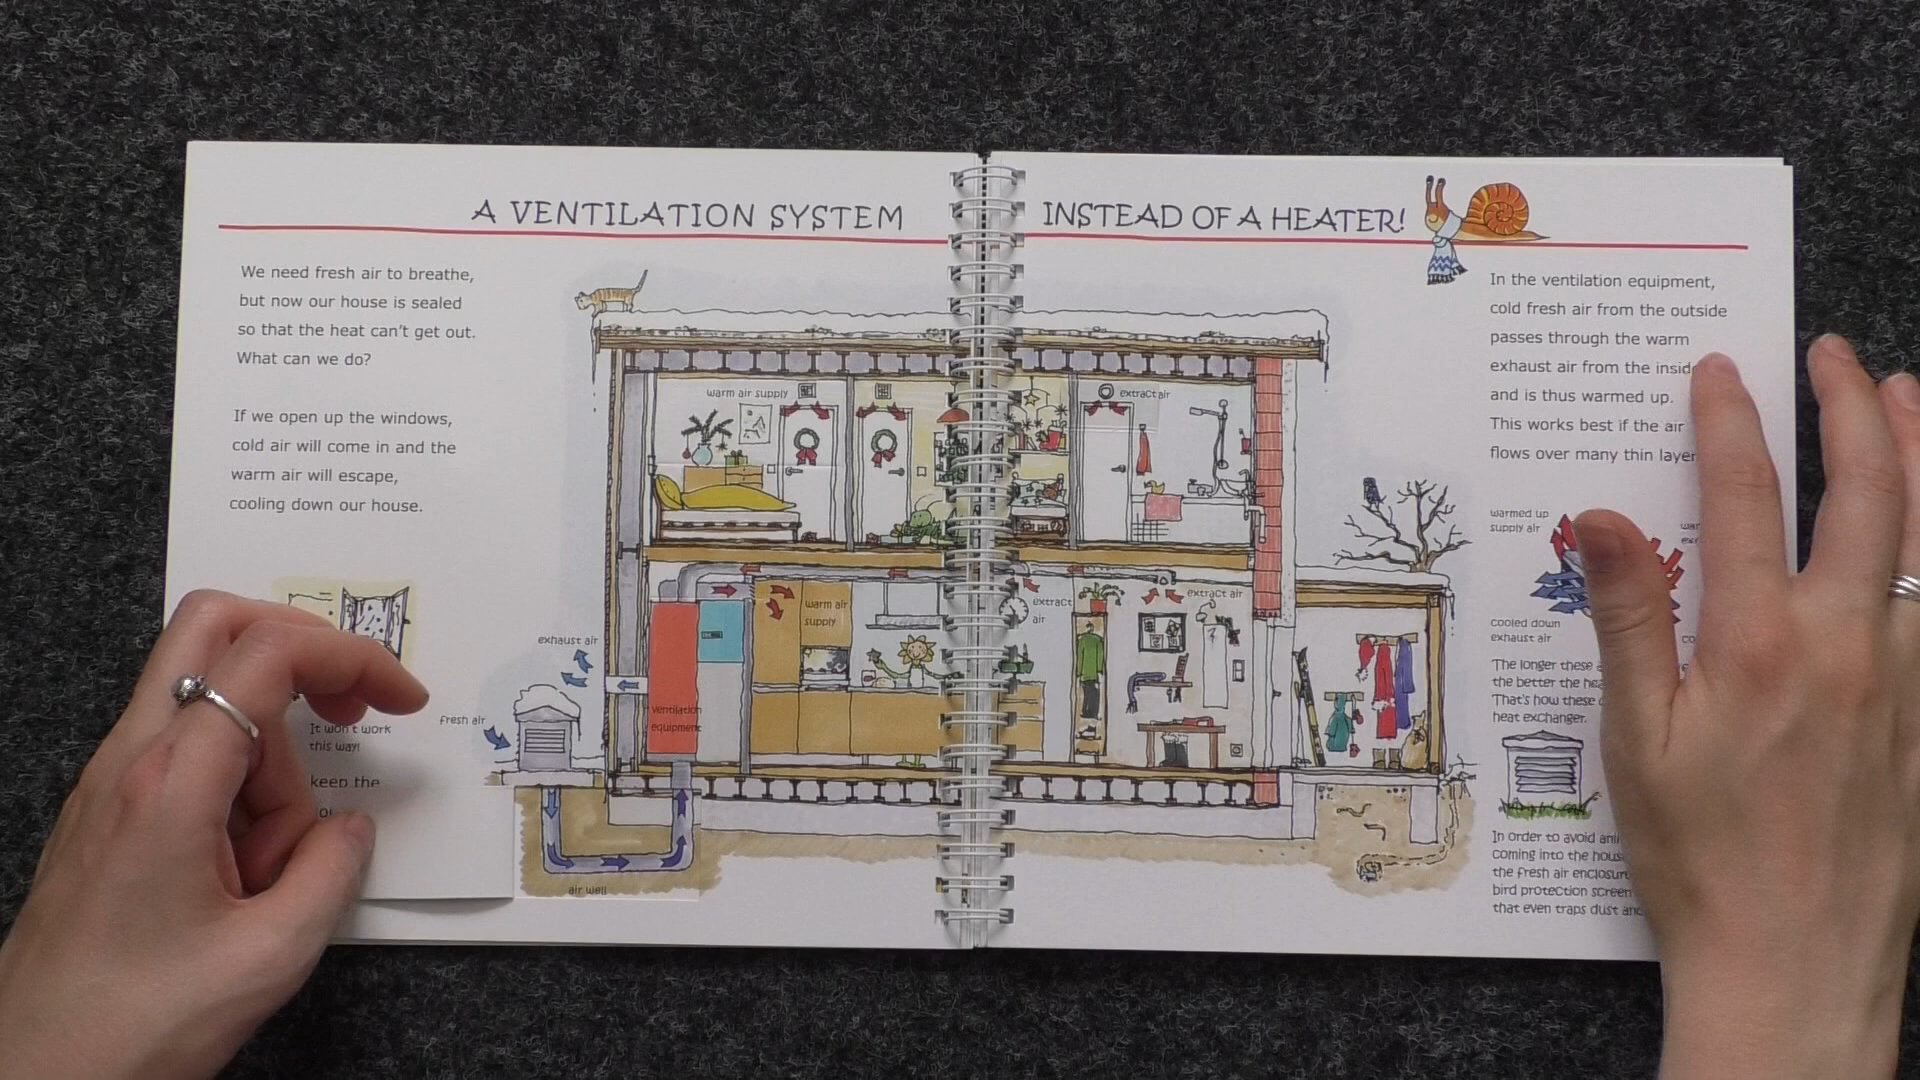 A VENTILATION SYSTEM
INSTEAD OF A HEATER!
We need fresh air to breathe,
but now our house is sealed
so that the heat can't get out.
What can we do?
If we open up the windows,
cold air will come in and the
warm air will escape,
cooling down our house.
It won't work
this way!
keep the
warm air supply
extract air
warm air
supply
extract
air
extract air
exhaust air
fresh air
ventilation
equipment
air well
In the ventilation equipment,
cold fresh air from the outside
passes through the warm
exhaust air from the inside
and is thus warmed up.
This works best if the air
flows over many thin layer
warmed up
supply air
cooled down
exhaust air
The longer these
the better the
That's how these
heat exchanger.
In order to avoid
coming into the
the fresh air
bird protection screen
that even traps dust and